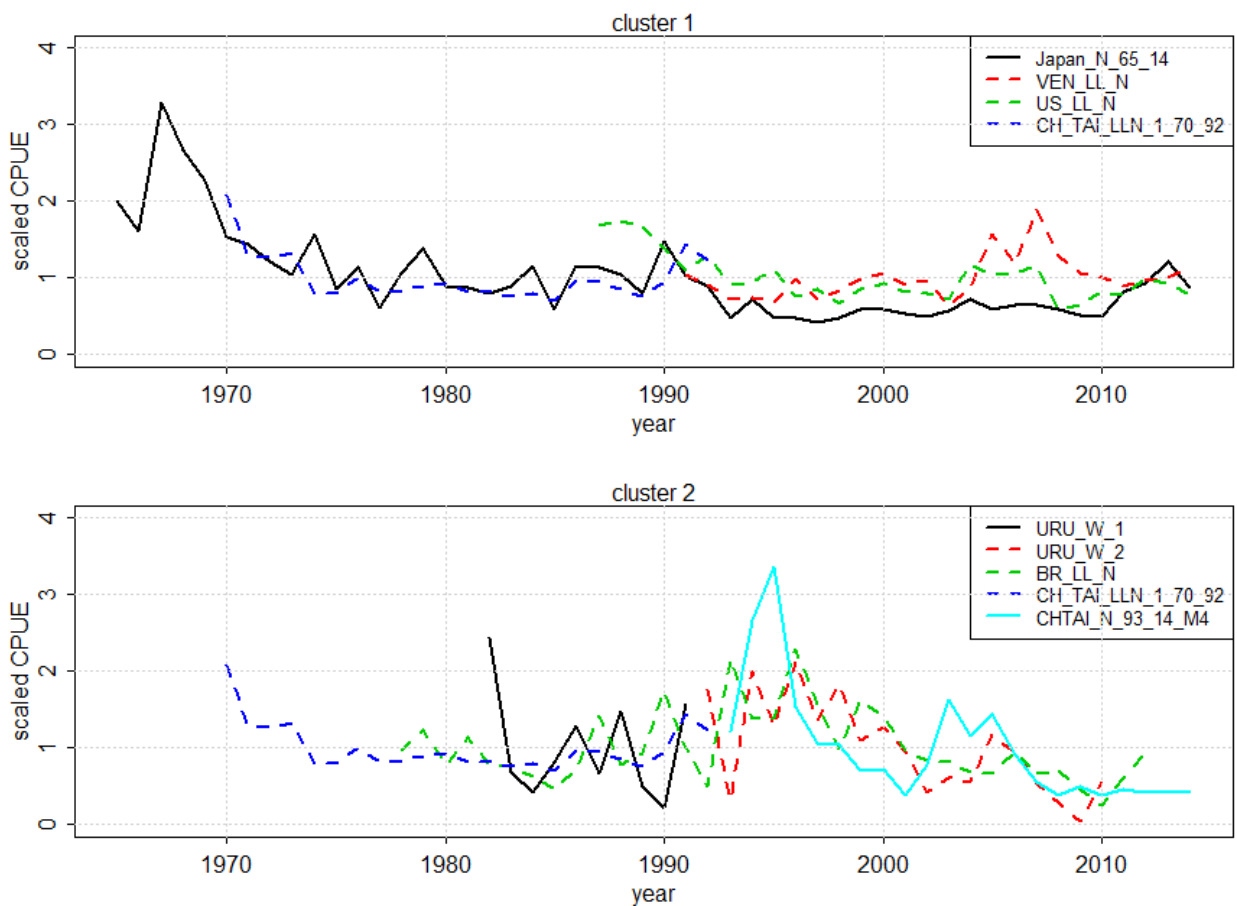 cluster 1
scaled CPUE
4
3
2
1
0
Japan_N_65_14
VEN_LL_N
US_LL_N
CH_TAI_LLN_1_70_92
1970 1980 1990 2000 2010
year
cluster 2
scaled CPUE
4
3
2
1
0
URU_W_1
URU_W_2
BR_LL_N
CH_TAI_LLN_1_70_92
CHTAI_N_93_14_M4
1970 1980 1990 2000 2010
year